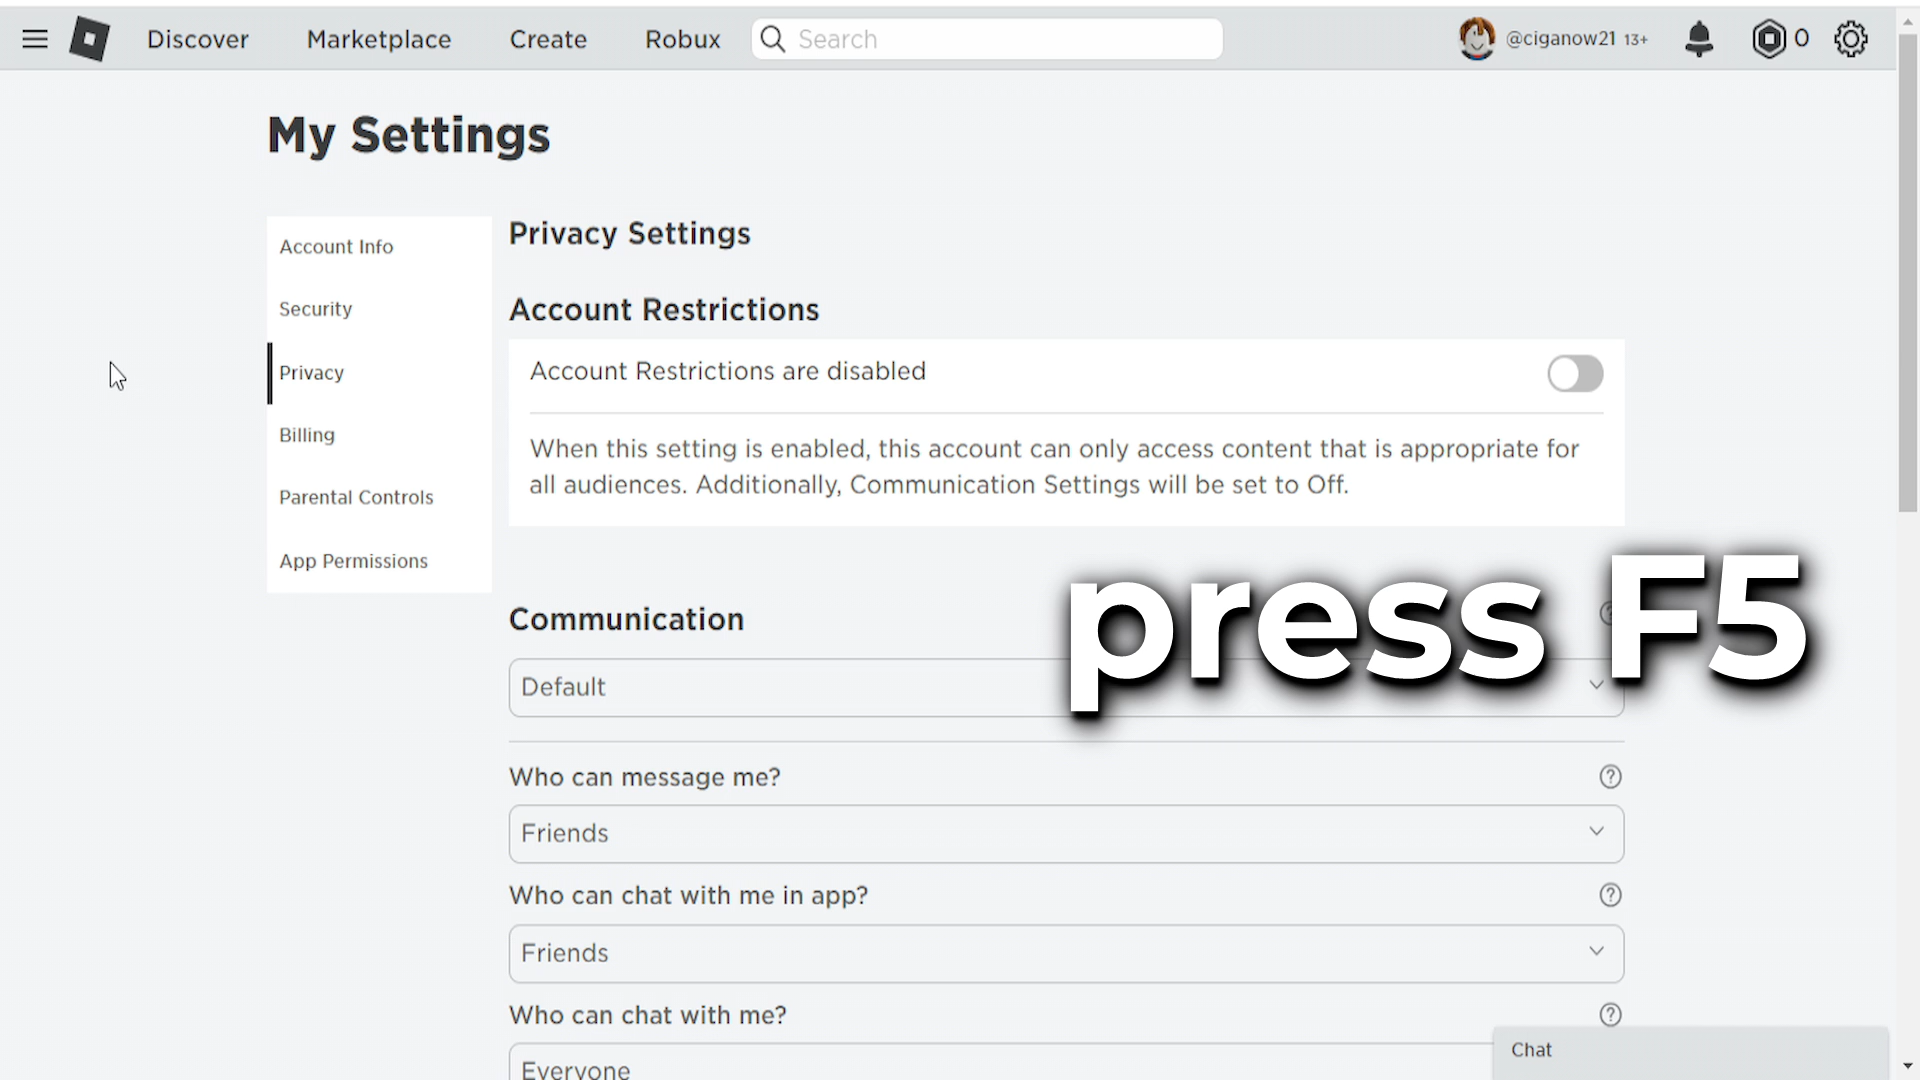 Discover
Marketplace
Create
Robux
Search
@ciganow21 13+
0
My Settings
Account Info
Security
Privacy
Billing
Parental Controls
App Permissions
Privacy Settings
Account Restrictions
Account Restrictions are disabled
When this setting is enabled, this account can only access content that is appropriate for
all audiences. Additionally, Communication Settings will be set to Off.
press F5
Communication
Default
Who can message me?
Friends
Who can chat with me in app?
Friends
Who can chat with me?
Everyone
Chat